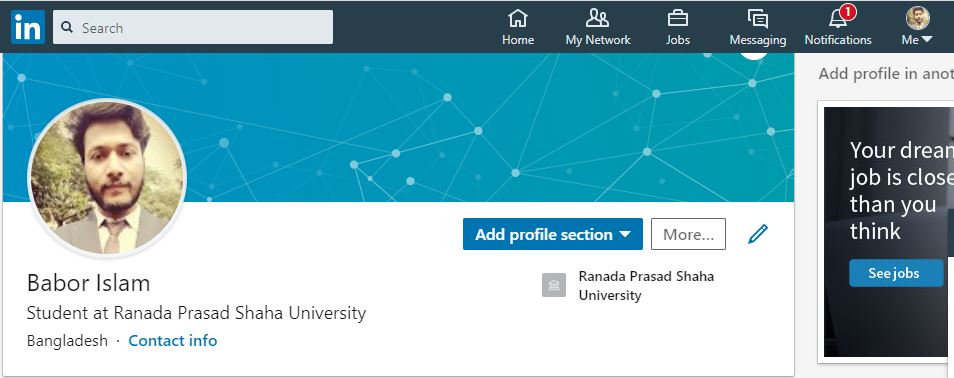 in
Search
Home
My Network
Jobs
Messaging
1
Notifications
Me
Add profile in anot
Your drean
job is close
than you
think
See jobs
Add profile section
More...
Babor Islam
Student at Ranada Prasad Shaha University
Bangladesh · Contact info
Ranada Prasad Shaha
University